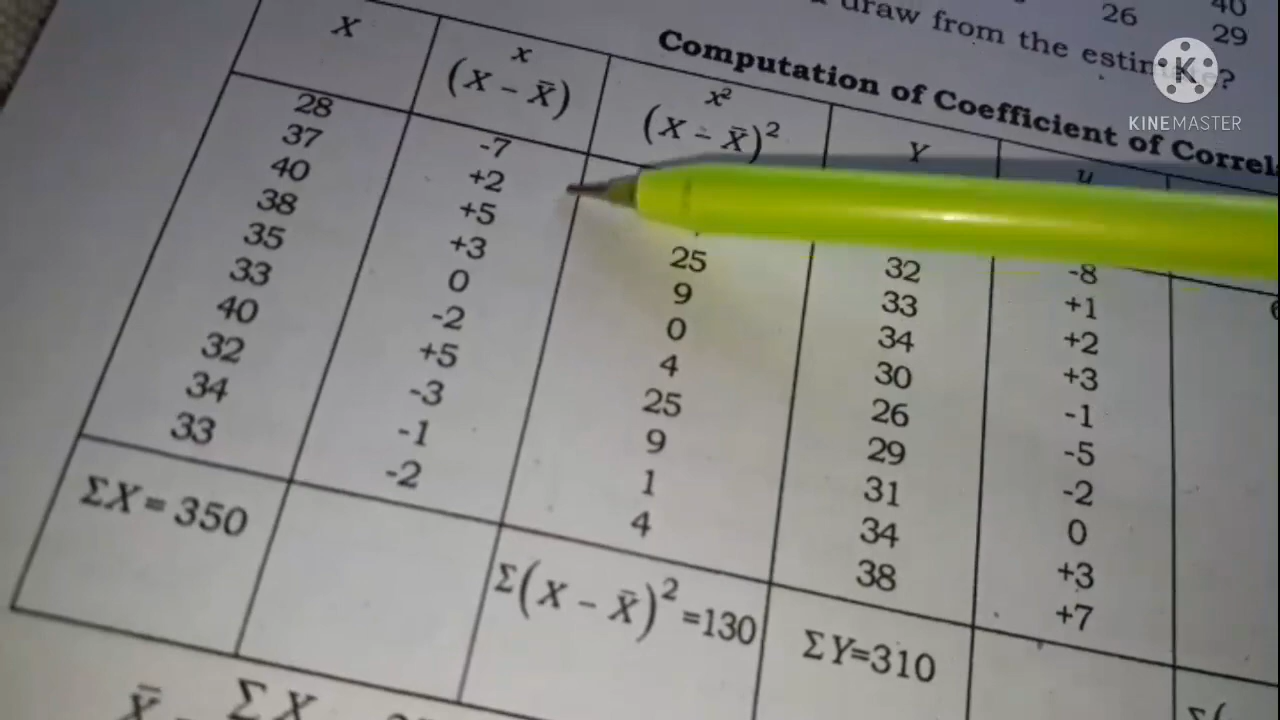 26 40
29
draw from the estim ?
KINEMASTER
Computation of Coefficient of Correl
X x (X - X̄) x² (X - X̄)² Y u
28 -7
37 +2
40 +5
38 +3 25 32 -8
35 0 9 33 +1
33 -2 0 34 +2
40 +5 4 30 +3
32 -3 25 26 -1
34 -1 9 29 -5
33 -2 1 31 -2
4 34 0
38 +3
+7
ΣX = 350 Σ(X - X̄)² =130 ΣY=310
X̄ ΣX